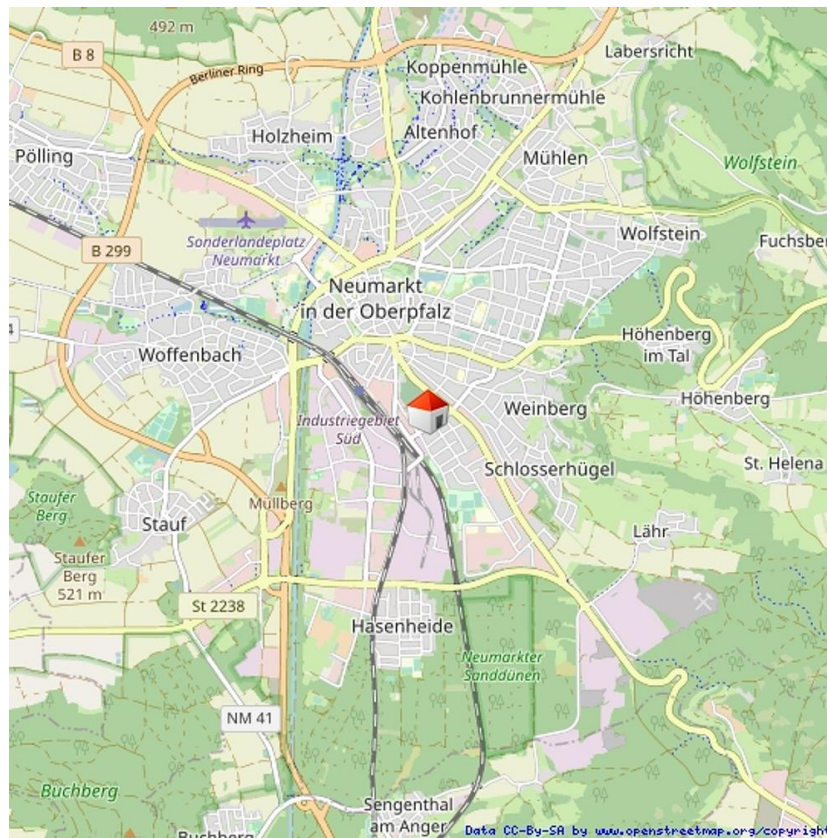 492 m
Labersricht
B 8
Berliner Ring
Koppenmühle
Kohlenbrunnermühle
Holzheim
Altenhof
Pölling
Mühlen
Wolfstein
Sonderlandeplatz
Neumarkt
B 299
Wolfstein
Fuchsber
Neumarkt
in der Oberpfalz
4
Woffenbach
Höhenberg
im Tal
Höhenberg
Industriegebiet
Süd
Weinberg
Schlosserhügel
St. Helena
Staufer
Berg
Müllberg
Stauf
Lähr
Staufer
Berg
521 m
St 2238
Hasenheide
Neumarkter
Sanddünen
NM 41
Buchberg
Sengenthal
am Anger
Buchberg
Data CC-By-SA by www.openstreetmap.org/copyright